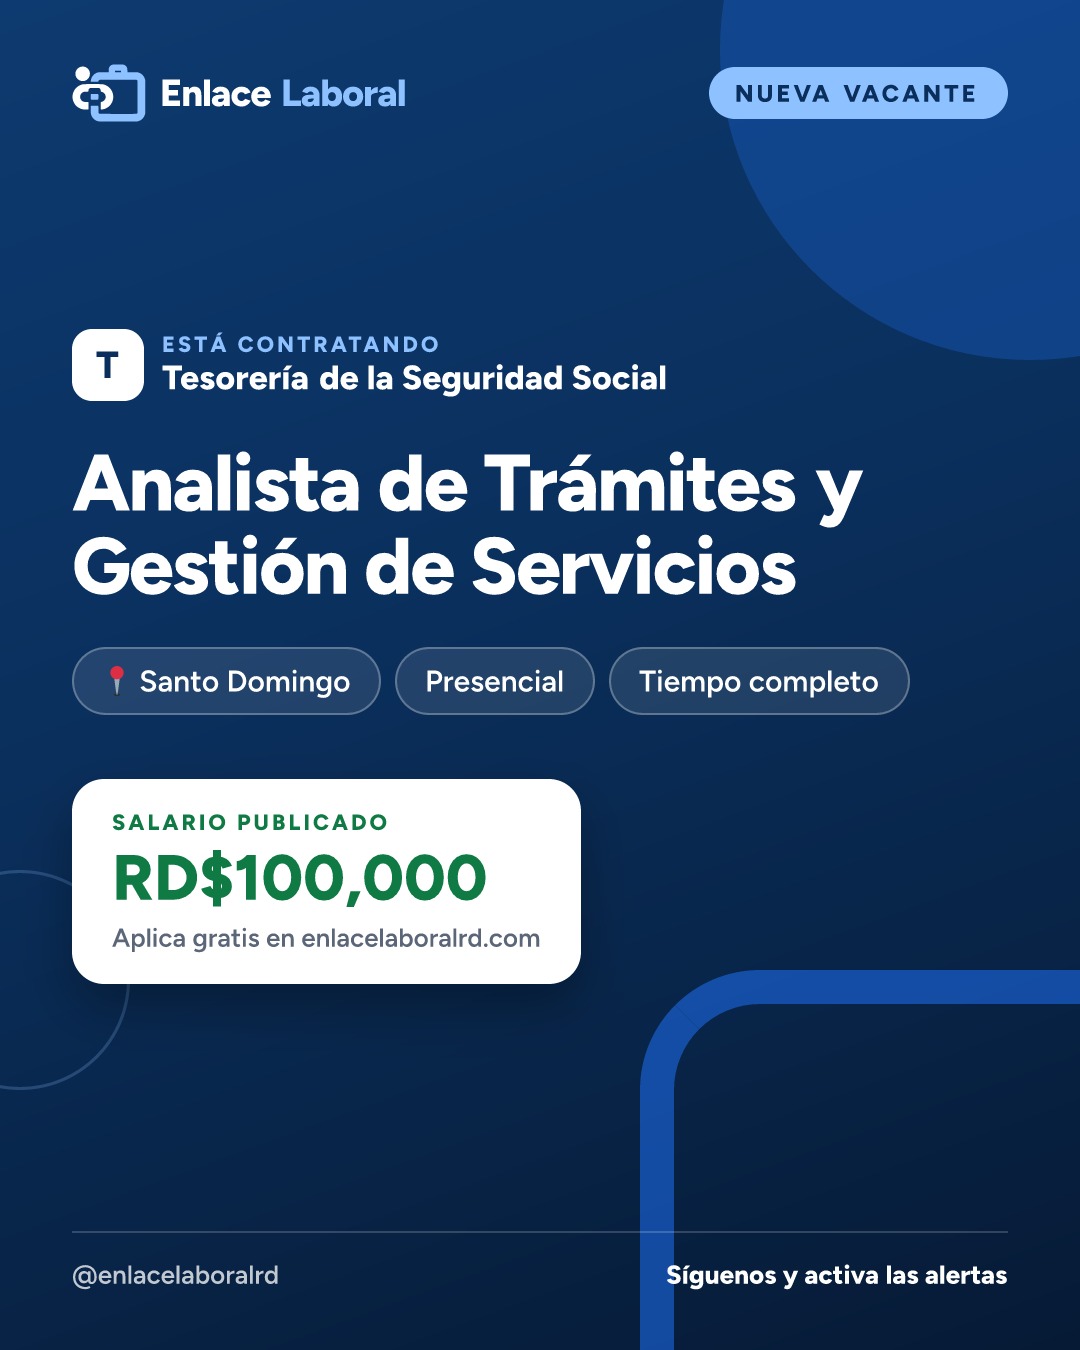 Enlace Laboral
NUEVA VACANTE
T
ESTÁ CONTRATANDO
Tesorería de la Seguridad Social
Analista de Trámites y
Gestión de Servicios
Santo Domingo
Presencial
Tiempo completo
SALARIO PUBLICADO
RD$100,000
Aplica gratis en enlacelaboralrd.com
@enlacelaboralrd
Síguenos y activa las alertas